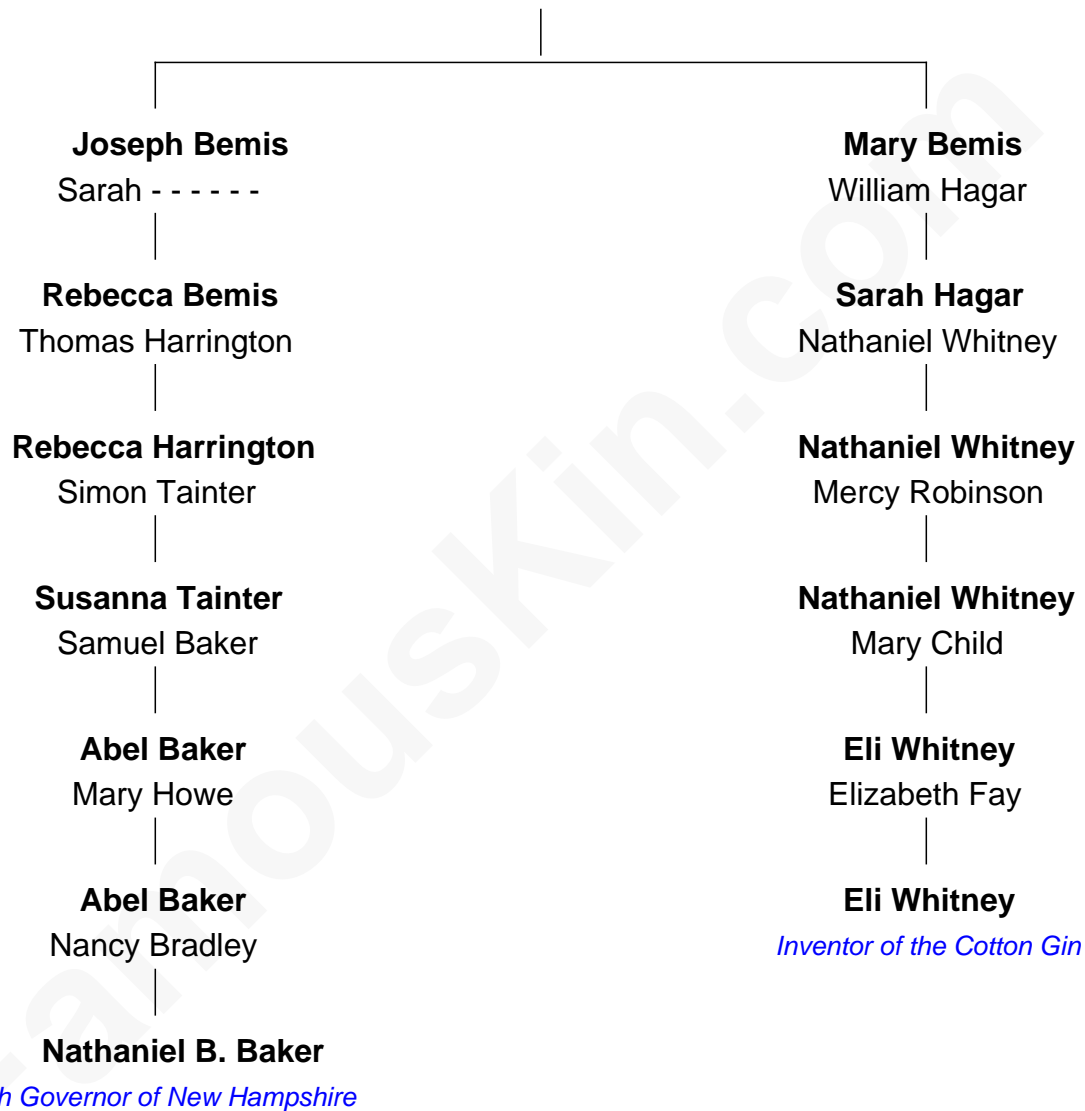 Joseph Bemis
Sarah - - - - - -
Rebecca Bemis
Thomas Harrington
Rebecca Harrington
Simon Tainter
Susanna Tainter
Samuel Baker
Abel Baker
Mary Howe
Abel Baker
Nancy Bradley
Nathaniel B. Baker
Governor of New Hampshire
Mary Bemis
William Hagar
Sarah Hagar
Nathaniel Whitney
Nathaniel Whitney
Mercy Robinson
Nathaniel Whitney
Mary Child
Eli Whitney
Elizabeth Fay
Eli Whitney
Inventor of the Cotton Gin
FamousKin.com